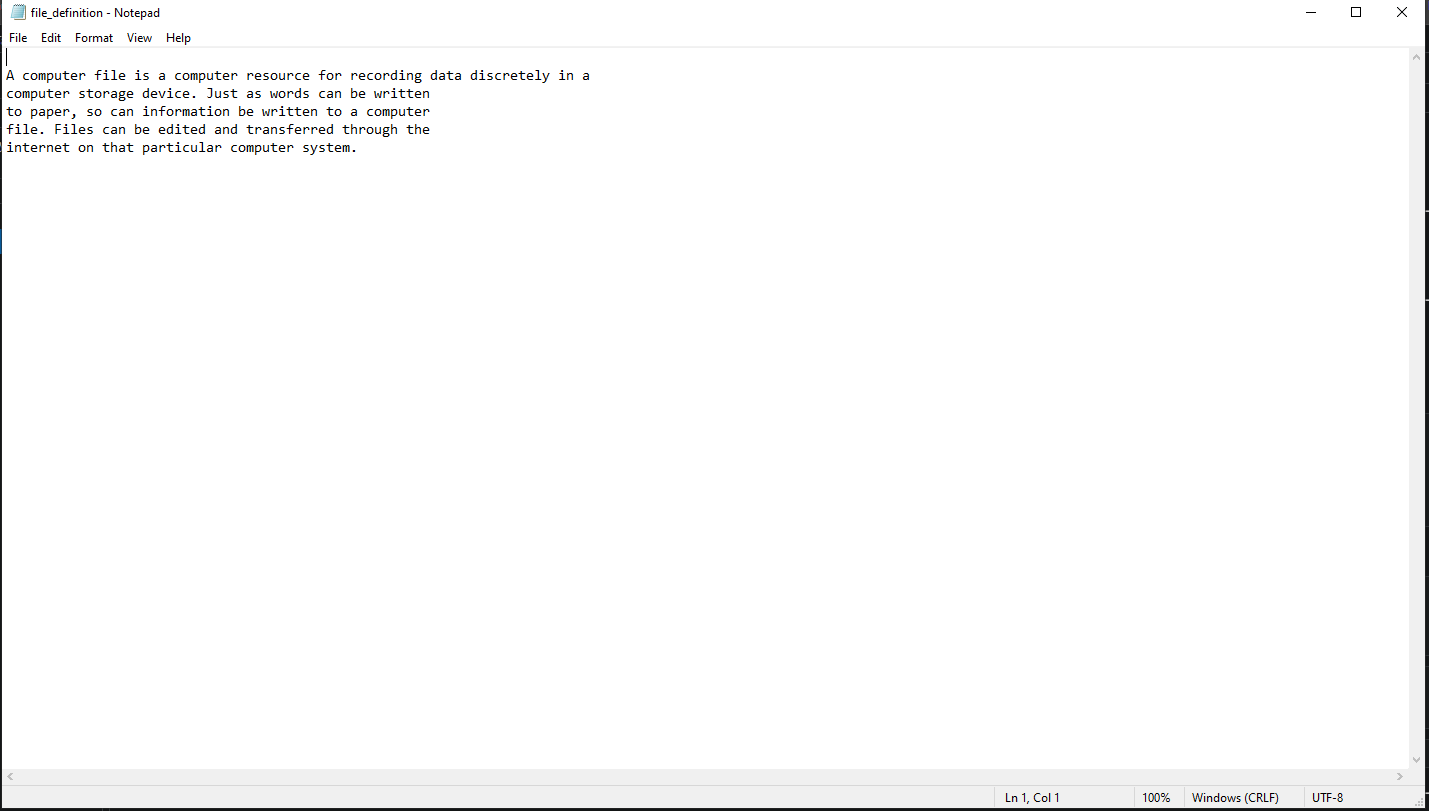 file_definition - Notepad
File Edit Format View Help
A computer file is a computer resource for recording data discretely in a
computer storage device. Just as words can be written
to paper, so can information be written to a computer
file. Files can be edited and transferred through the
internet on that particular computer system.
Ln 1, Col 1 100% Windows (CRLF) UTF-8